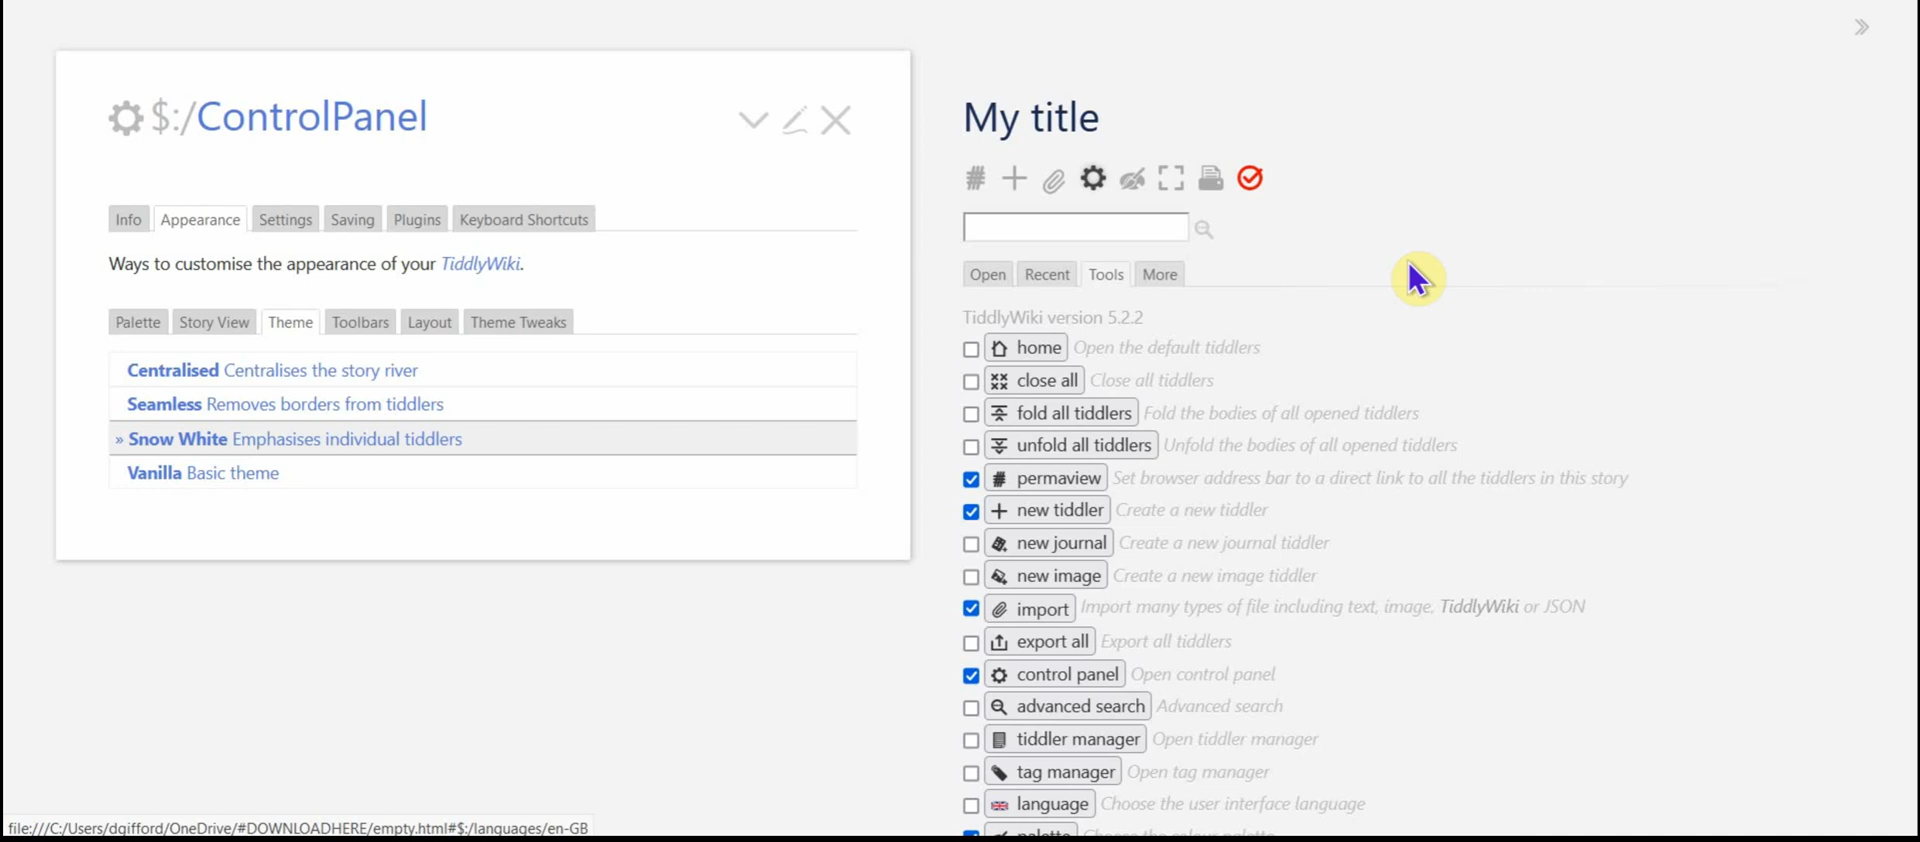 $:/ControlPanel
Info Appearance Settings Saving Plugins Keyboard Shortcuts
Ways to customise the appearance of your TiddlyWiki.
Palette Story View Theme Toolbars Layout Theme Tweaks
Centralised Centralises the story river
Seamless Removes borders from tiddlers
» Snow White Emphasises individual tiddlers
Vanilla Basic theme
My title
Open Recent Tools More
TiddlyWiki version 5.2.2
home Open the default tiddlers
close all Close all tiddlers
fold all tiddlers Fold the bodies of all opened tiddlers
unfold all tiddlers Unfold the bodies of all opened tiddlers
# permaview Set browser address bar to a direct link to all the tiddlers in this story
new tiddler Create a new tiddler
new journal Create a new journal tiddler
new image Create a new image tiddler
import Import many types of file including text, image, TiddlyWiki or JSON
export all Export all tiddlers
control panel Open control panel
advanced search Advanced search
tiddler manager Open tiddler manager
tag manager Open tag manager
language Choose the user interface language
palette Choose the colour palette
file:///C:/Users/dgifford/OneDrive/#DOWNLOADHERE/empty.html#$:/languages/en-GB